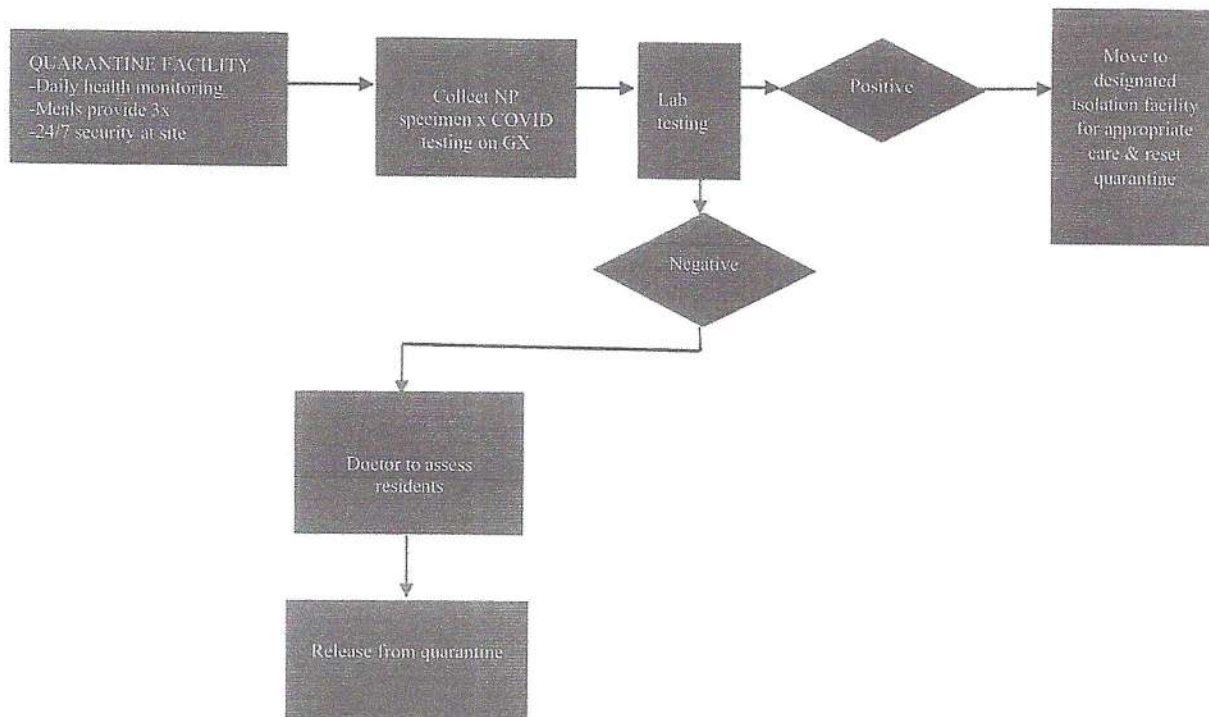 QUARANTINE FACILITY
-Daily health monitoring
-Meals provide 3x
-24/7 security at site
Collect NP
specimen x COVID
testing on GX
Lab
testing
Positive
Move to
designated
isolation facility
for appropriate
care & reset
quarantine
Negative
Doctor to assess
residents
Release from quarantine